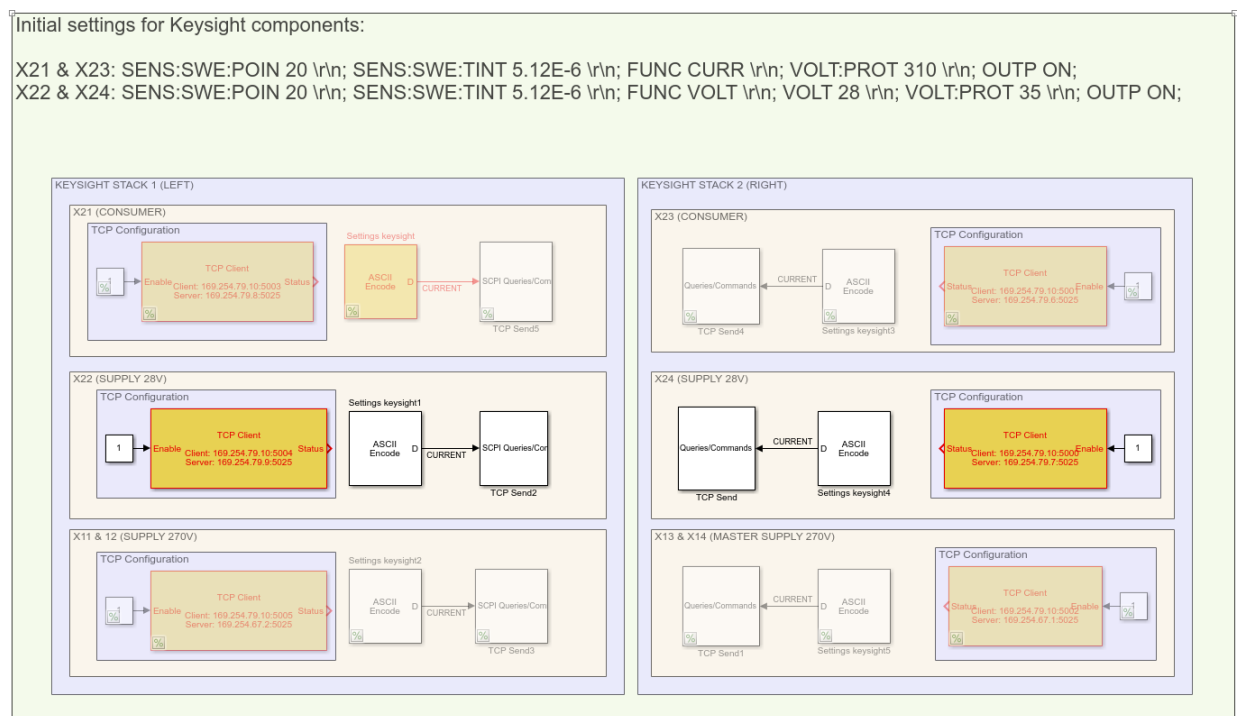 Initial settings for Keysight components:
X21 & X23: SENS:SWE:POIN 20 \r\n; SENS:SWE:TINT 5.12E-6 \r\n; FUNC CURR \r\n; VOLT:PROT 310 \r\n; OUTP ON;
X22 & X24: SENS:SWE:POIN 20 \r\n; SENS:SWE:TINT 5.12E-6 \r\n; FUNC VOLT \r\n; VOLT 28 \r\n; VOLT:PROT 35 \r\n; OUTP ON;
KEYSIGHT STACK 1 (LEFT)
X21 (CONSUMER)
TCP Configuration
1
%
Enable
TCP Client
Client: 169.254.79.10:5003
Server: 169.254.79.8:5025
Status
%
Settings keysight
ASCII
Encode
D
%
CURRENT
SCPI Queries/Com
%
TCP Send5
X22 (SUPPLY 28V)
TCP Configuration
1
Enable
TCP Client
Client: 169.254.79.10:5004
Server: 169.254.79.9:5025
Status
Settings keysight1
ASCII
Encode
D
CURRENT
SCPI Queries/Com
TCP Send2
X11 & 12 (SUPPLY 270V)
TCP Configuration
1
%
Enable
TCP Client
Client: 169.254.79.10:5005
Server: 169.254.67.2:5025
Status
%
Settings keysight2
ASCII
Encode
D
%
CURRENT
SCPI Queries/Com
%
TCP Send3
KEYSIGHT STACK 2 (RIGHT)
X23 (CONSUMER)
Queries/Commands
%
TCP Send4
CURRENT
D
ASCII
Encode
%
Settings keysight3
TCP Configuration
Status
TCP Client
Client: 169.254.79.10:5001
Server: 169.254.79.6:5025
Enable
%
1
%
X24 (SUPPLY 28V)
Queries/Commands
TCP Send
CURRENT
D
ASCII
Encode
Settings keysight4
TCP Configuration
Status
TCP Client
Client: 169.254.79.10:5000
Server: 169.254.79.7:5025
Enable
1
X13 & X14 (MASTER SUPPLY 270V)
Queries/Commands
%
TCP Send1
CURRENT
D
ASCII
Encode
%
Settings keysight5
TCP Configuration
Status
TCP Client
Client: 169.254.79.10:5002
Server: 169.254.67.1:5025
Enable
%
1
%